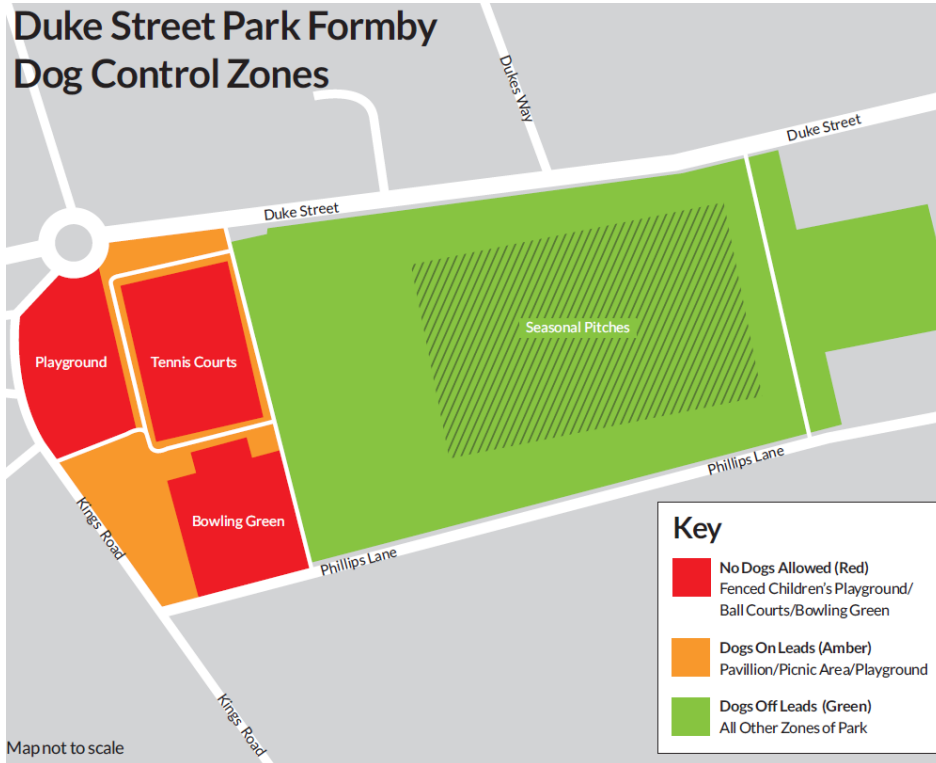 Duke Street Park Formby
Dog Control Zones
Dukes Way
Duke Street
Duke Street
Seasonal Pitches
Playground
Tennis Courts
Bowling Green
Kings Road
Phillips Lane
Phillips Lane
Kings Road
Key
No Dogs Allowed (Red)
Fenced Children's Playground/
Ball Courts/Bowling Green
Dogs On Leads (Amber)
Pavillion/Picnic Area/Playground
Dogs Off Leads (Green)
All Other Zones of Park
Map not to scale